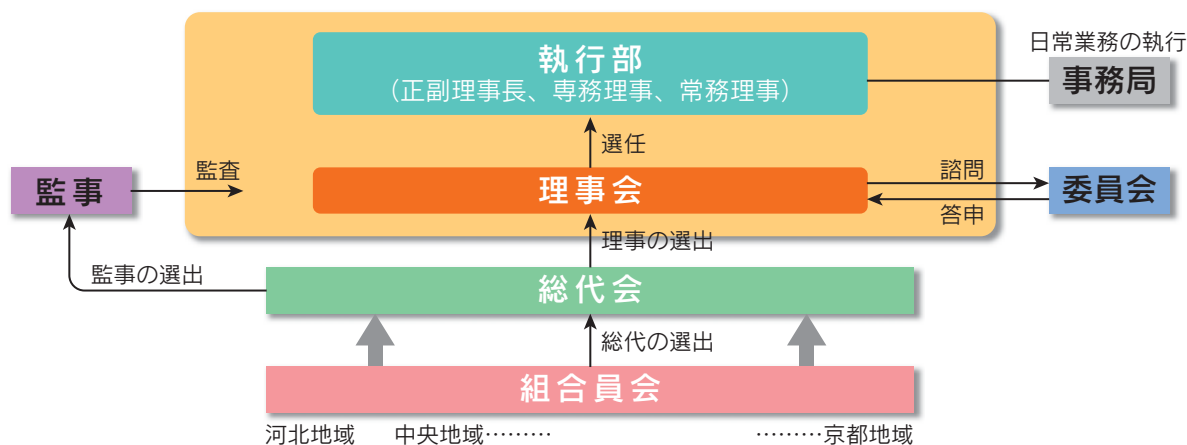 執行部
（正副理事長、専務理事、常務理事）
日常業務の執行
事務局
選任
監事
監査
理事会
諮問
答申
委員会
理事の選出
監事の選出
総代会
総代の選出
組合員会
河北地域
中央地域………
………京都地域